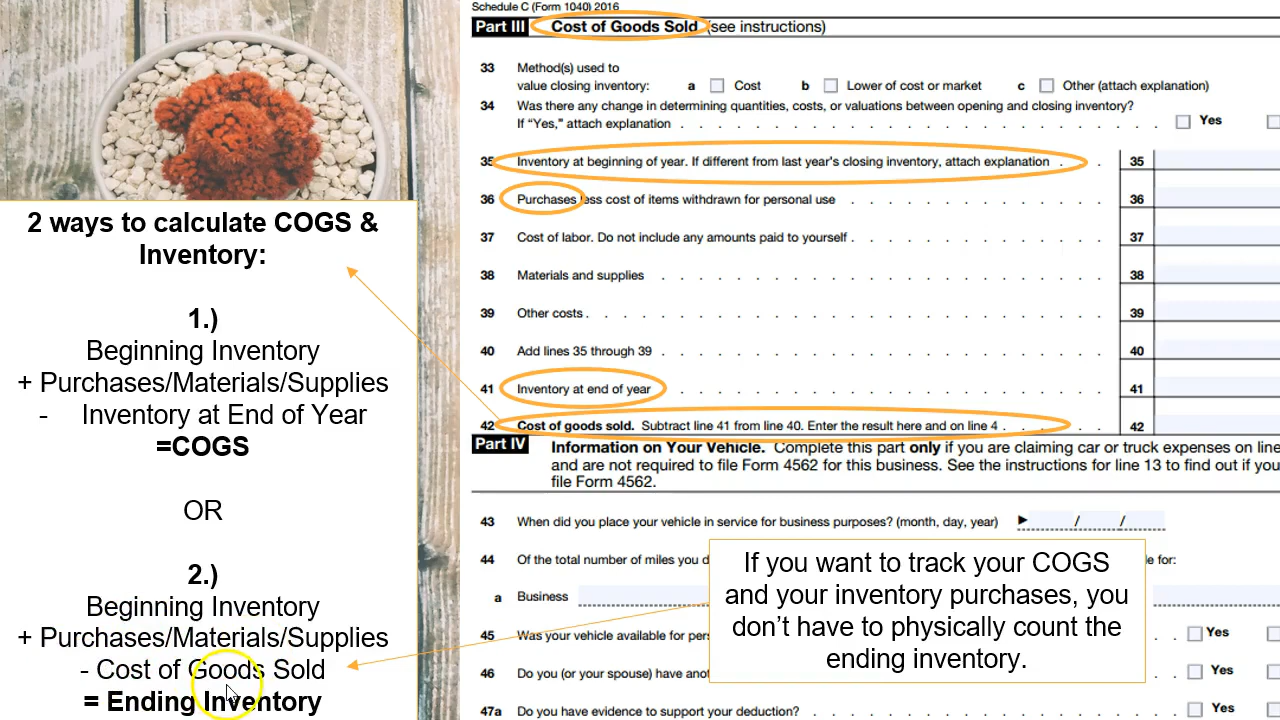 Schedule C (Form 1040) 2016
Part III Cost of Goods Sold (see instructions)
33 Method(s) used to
value closing inventory: a Cost b Lower of cost or market c Other (attach explanation)
34 Was there any change in determining quantities, costs, or valuations between opening and closing inventory?
If “Yes,” attach explanation . . . . . . . . . . . . . . . . . . . . . . . . . Yes
35 Inventory at beginning of year. If different from last year’s closing inventory, attach explanation . . . 35
36 Purchases less cost of items withdrawn for personal use . . . . . . . . . . . . . . 36
37 Cost of labor. Do not include any amounts paid to yourself . . . . . . . . . . . . . . 37
38 Materials and supplies . . . . . . . . . . . . . . . . . . . . . . . . 38
39 Other costs . . . . . . . . . . . . . . . . . . . . . . . . . . . . 39
40 Add lines 35 through 39 . . . . . . . . . . . . . . . . . . . . . . . . 40
41 Inventory at end of year . . . . . . . . . . . . . . . . . . . . . . . . 41
42 Cost of goods sold. Subtract line 41 from line 40. Enter the result here and on line 4 . . . . . . 42
Part IV Information on Your Vehicle. Complete this part only if you are claiming car or truck expenses on line
and are not required to file Form 4562 for this business. See the instructions for line 13 to find out if you
file Form 4562.
43 When did you place your vehicle in service for business purposes? (month, day, year) ▶ / /
44 Of the total number of miles you d le for:
a Business
45 Was your vehicle available for pers . . Yes
46 Do you (or your spouse) have anot . . Yes
47a Do you have evidence to support your deduction? . . . . . . . . . . . . . . . . . . . . Yes
2 ways to calculate COGS &
Inventory:
1.)
Beginning Inventory
+ Purchases/Materials/Supplies
- Inventory at End of Year
=COGS
OR
2.)
Beginning Inventory
+ Purchases/Materials/Supplies
- Cost of Goods Sold
= Ending Inventory
If you want to track your COGS
and your inventory purchases, you
don’t have to physically count the
ending inventory.